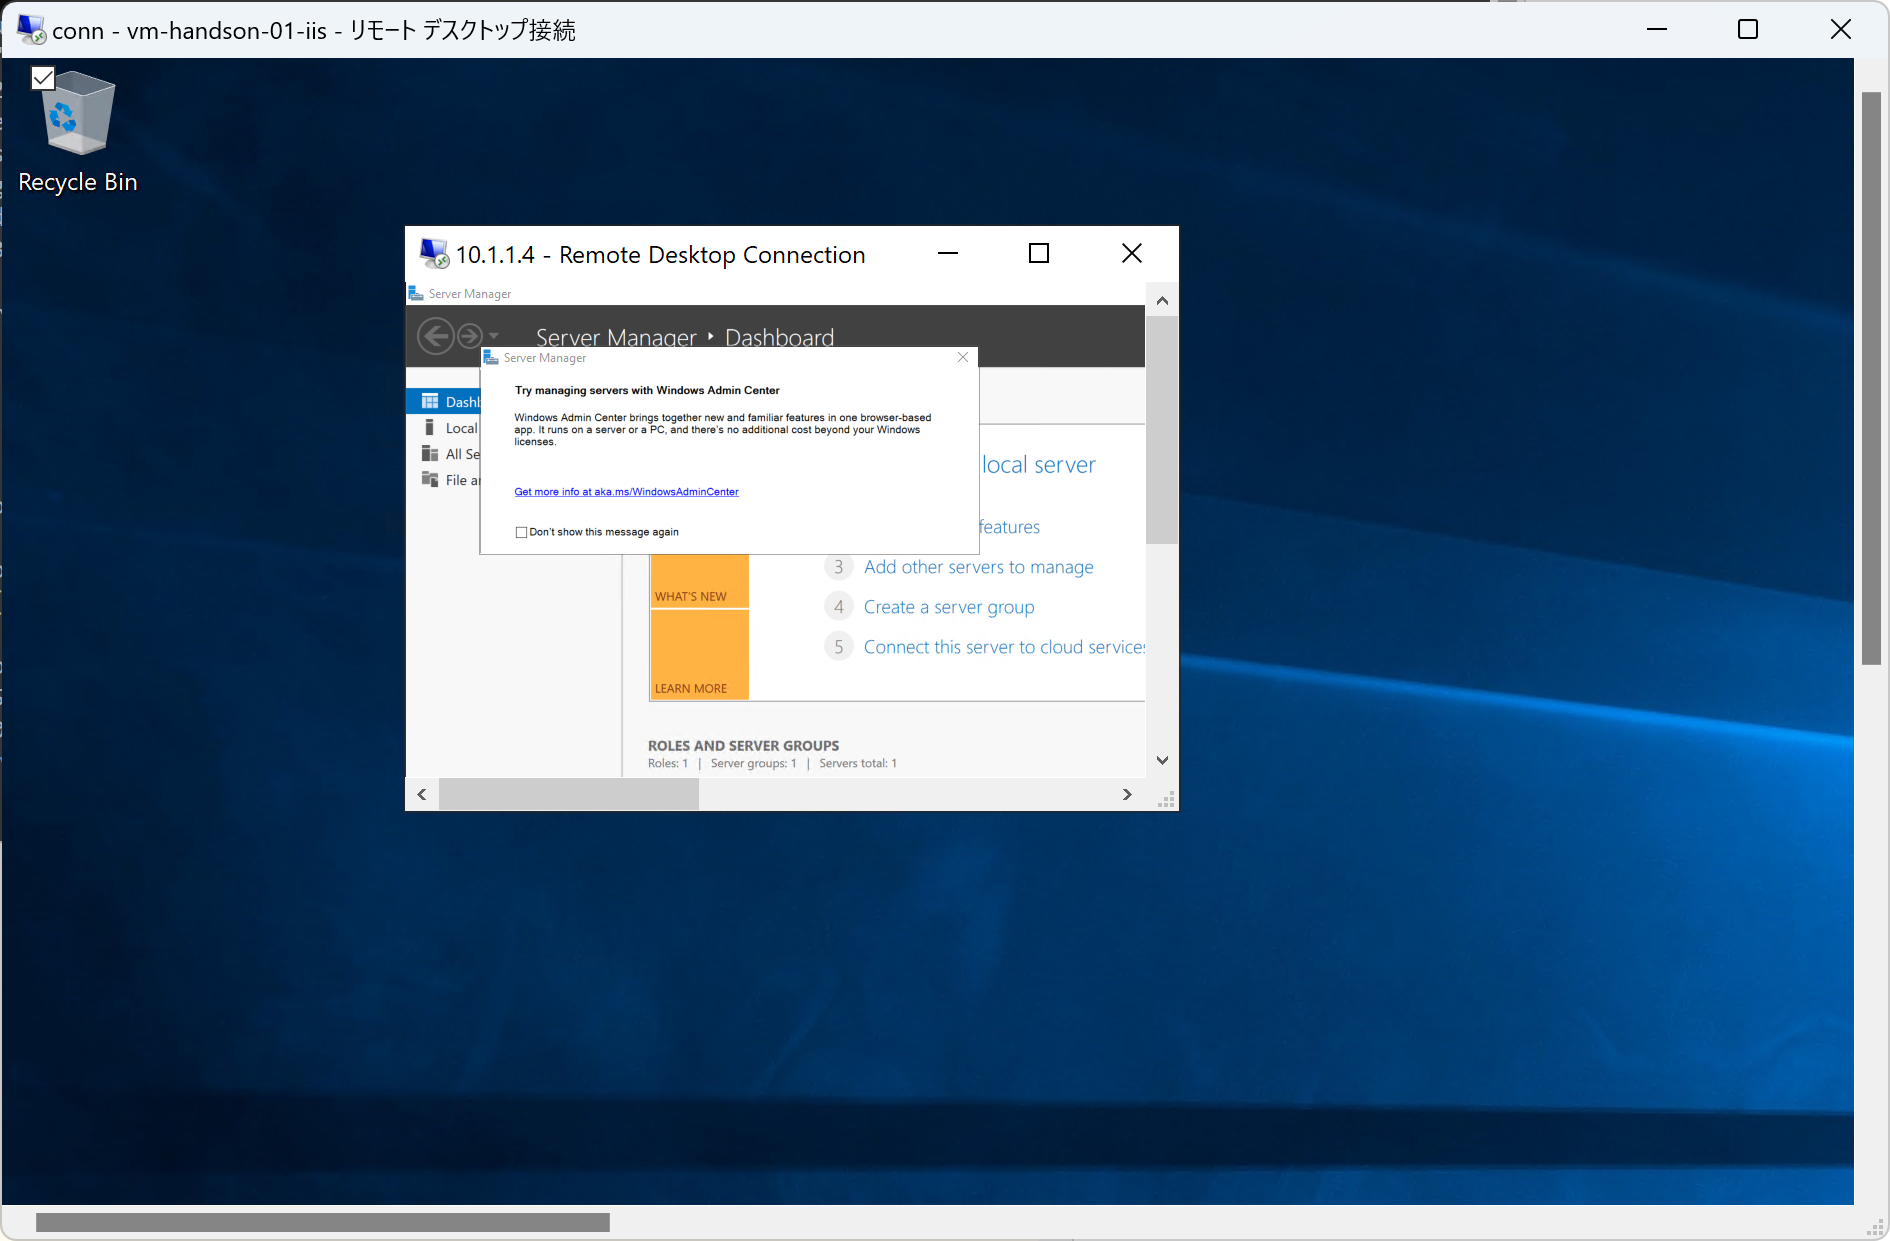 conn - vm-handson-01-iis - リモート デスクトップ接続
Recycle Bin
10.1.1.4 - Remote Desktop Connection
Server Manager
Server Manager ‣ Dashboard
Server Manager
Try managing servers with Windows Admin Center
Windows Admin Center brings together new and familiar features in one browser-based
app. It runs on a server or a PC, and there's no additional cost beyond your Windows
licenses.
Get more info at aka.ms/WindowsAdminCenter
Don't show this message again
Dashb
Local
All Se
File a
local server
features
3 Add other servers to manage
4 Create a server group
5 Connect this server to cloud services
WHAT'S NEW
LEARN MORE
ROLES AND SERVER GROUPS
Roles: 1 | Server groups: 1 | Servers total: 1